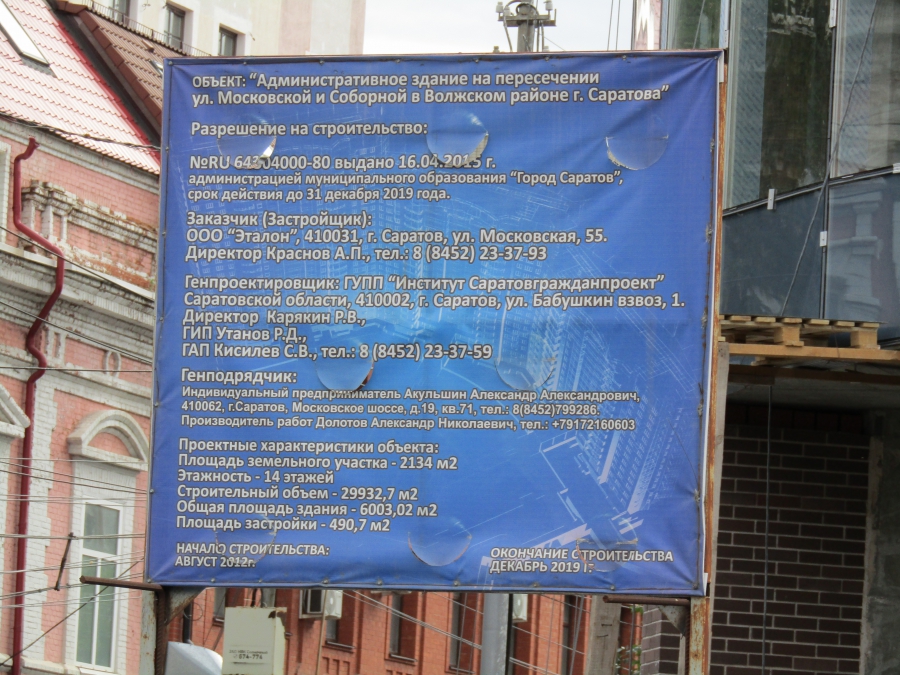 ОБЪЕКТ: “Административное здание на пересечении
ул. Московской и Соборной в Волжском районе г. Саратова”
Разрешение на строительство:
№RU 64304000-80 выдано 16.04.2015 г.
администрацией муниципального образования “Город Саратов”,
срок действия до 31 декабря 2019 года.
Заказчик (Застройщик):
ООО “Эталон”, 410031, г. Саратов, ул. Московская, 55.
Директор Краснов А.П., тел.: 8 (8452) 23-37-93
Генпроектировщик: ГУПП “Институт Саратовгражданпроект”
Саратовской области, 410002, г. Саратов, ул. Бабушкин взвоз, 1.
Директор Карякин Р.В.,
ГИП Утанов Р.Д.,
ГАП Кисилев С.В., тел.: 8 (8452) 23-37-59
Генподрядчик:
Индивидуальный предприниматель Акульшин Александр Александрович,
410062, г.Саратов, Московское шоссе, д.19, кв.71, тел.: 8(8452)799286.
Производитель работ Долотов Александр Николаевич, тел.: +79172160603
Проектные характеристики объекта:
Площадь земельного участка - 2134 м2
Этажность - 14 этажей
Строительный объем - 29932,7 м2
Общая площадь здания - 6003,02 м2
Площадь застройки - 490,7 м2
НАЧАЛО СТРОИТЕЛЬСТВА:
АВГУСТ 2012г.
ОКОНЧАНИЕ СТРОИТЕЛЬСТВА
ДЕКАБРЬ 2019 г.